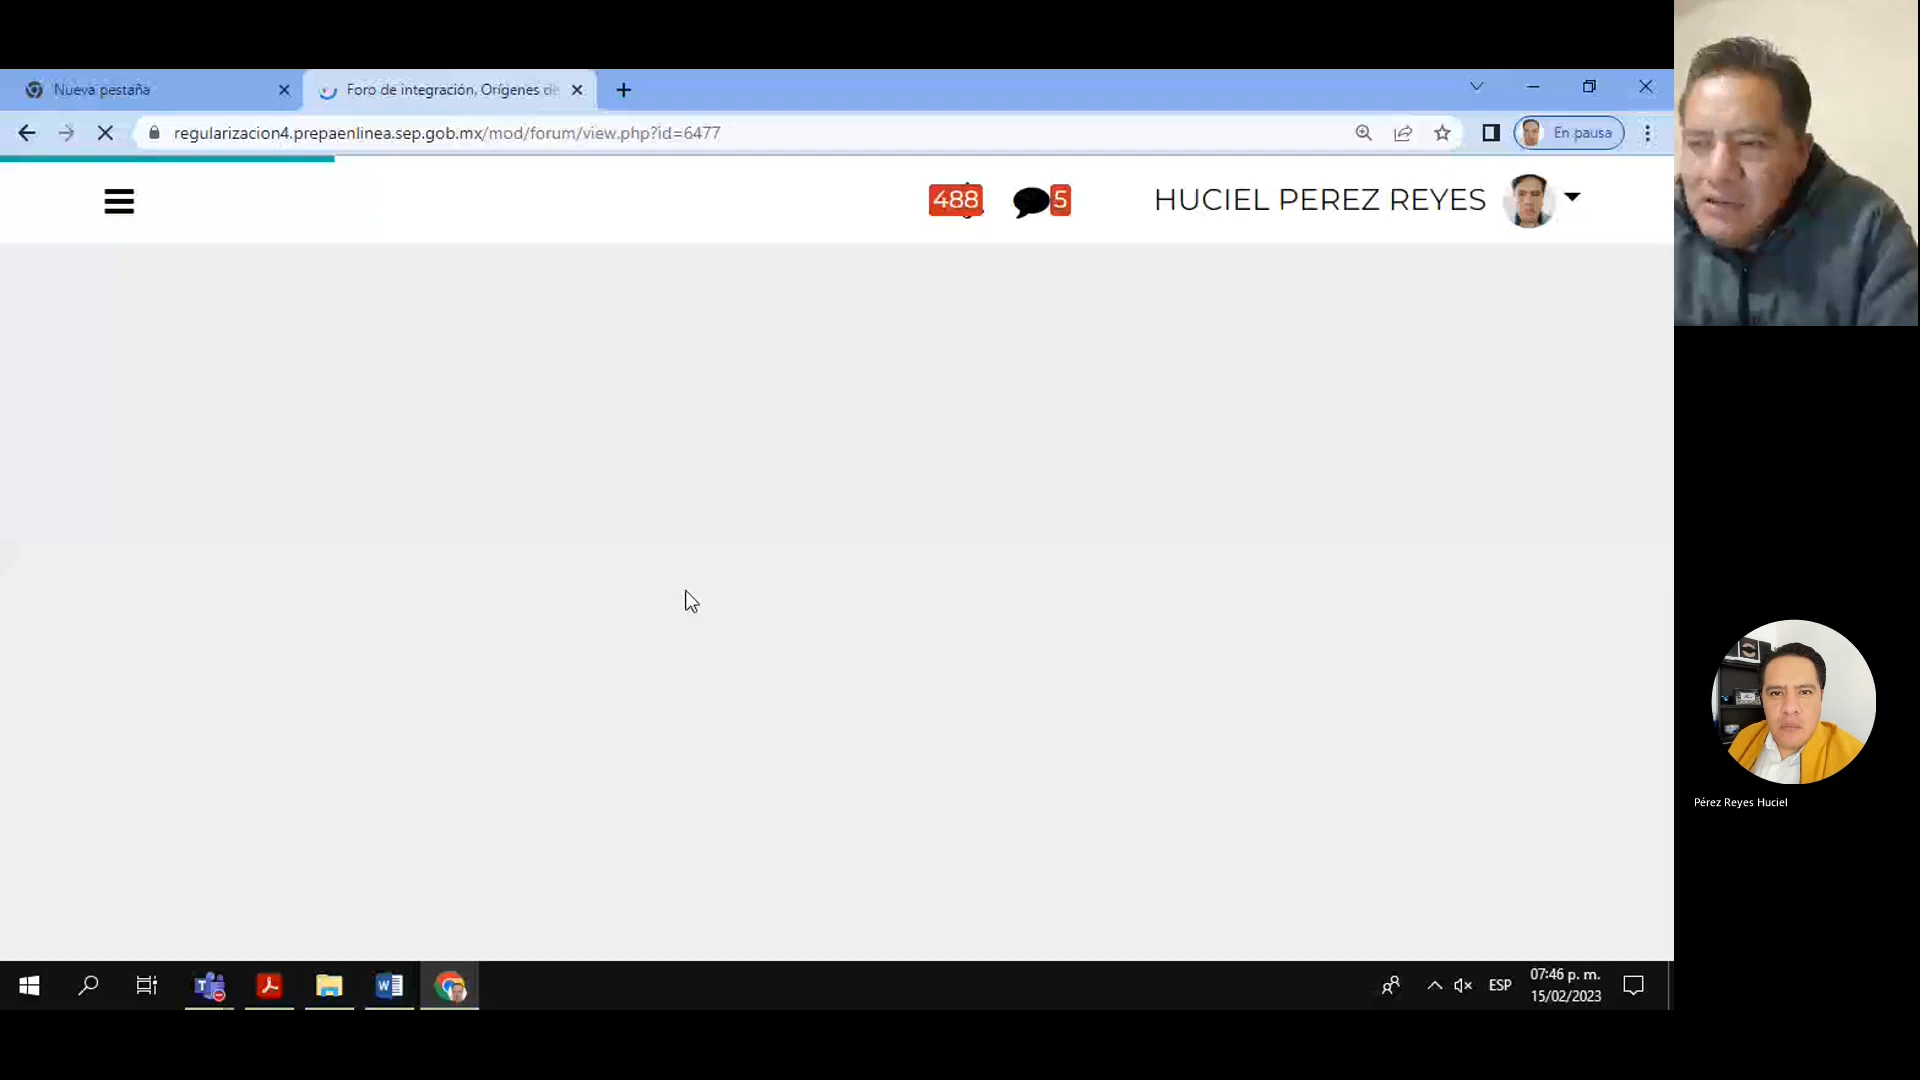 Nueva pestaña
Foro de integración, Orígenes de
regularizacion4.prepaenlinea.sep.gob.mx/mod/forum/view.php?id=6477
En pausa
488
5
HUCIEL PEREZ REYES
Pérez Reyes Huciel
ESP
07:46 p. m.
15/02/2023